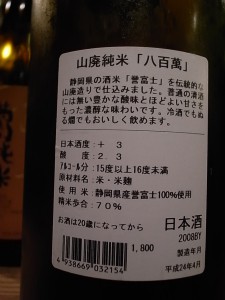 山廃純米「八百萬」
静岡県の酒米「誉富士」を伝統的な
山廃造りで仕込みました。普通の清酒
には無い豊かな酸味とほどよい甘さを
もった濃醇な味わいです。冷酒でもぬ
る燗でもおいしく飲めます。
日本酒度：＋ ３
酸 度：２．３
ｱﾙｺｰﾙ分：15度以上16度未満
原材料名：米・米麹
使用米：静岡県産誉富士100%使用
精米歩合：７０％
お酒は20歳になってから
1,800
日本酒
2008BY
製造年月
平成24年4月
4 938669 032154
純米